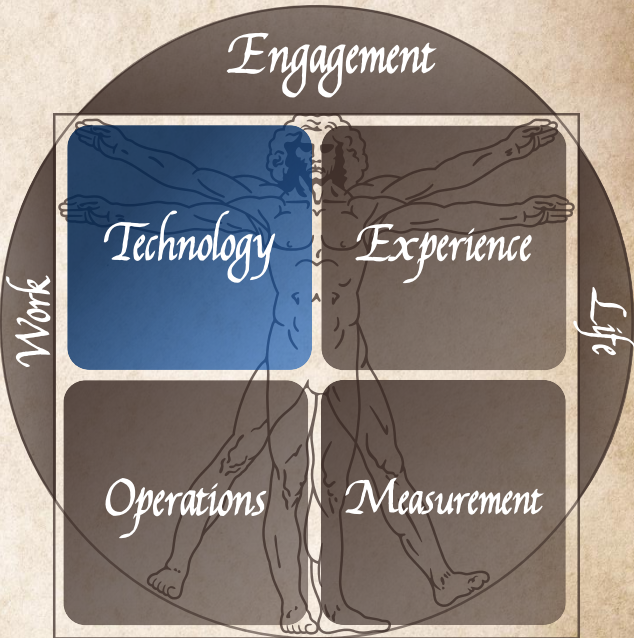 Engagement
Technology
Experience
Work
Life
Operations
Measurement